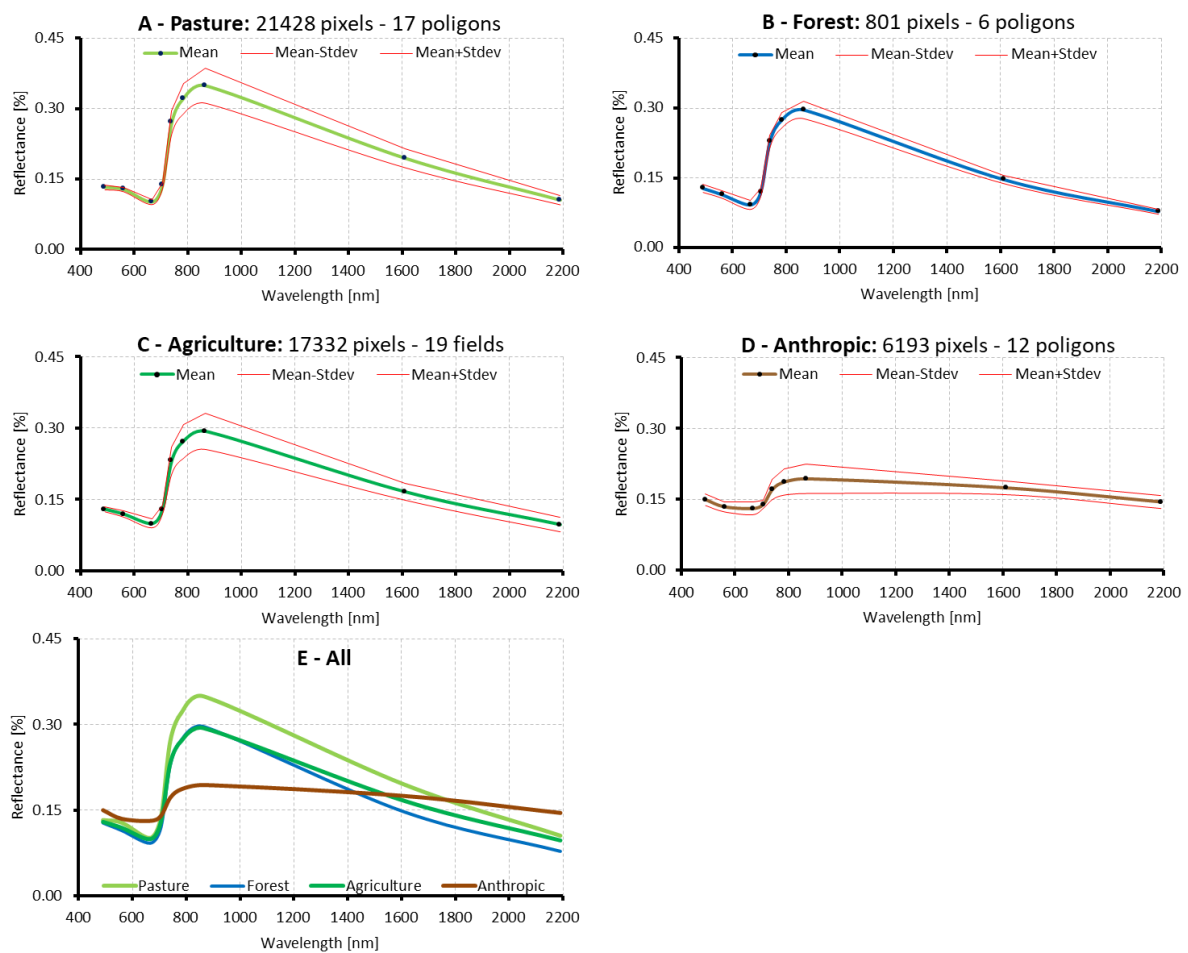 A - Pasture: 21428 pixels - 17 poligons
Mean Mean-Stdev Mean+Stdev
Reflectance [%]
0.45
0.30
0.15
0.00
400 600 800 1000 1200 1400 1600 1800 2000 2200
Wavelength [nm]
B - Forest: 801 pixels - 6 poligons
Mean Mean-Stdev Mean+Stdev
Reflectance [%]
0.45
0.30
0.15
0.00
400 600 800 1000 1200 1400 1600 1800 2000 2200
Wavelength [nm]
C - Agriculture: 17332 pixels - 19 fields
Mean Mean-Stdev Mean+Stdev
Reflectance [%]
0.45
0.30
0.15
0.00
400 600 800 1000 1200 1400 1600 1800 2000 2200
Wavelength [nm]
D - Anthropic: 6193 pixels - 12 poligons
Mean Mean-Stdev Mean+Stdev
Reflectance [%]
0.45
0.30
0.15
0.00
400 600 800 1000 1200 1400 1600 1800 2000 2200
Wavelength [nm]
E - All
Reflectance [%]
0.45
0.30
0.15
0.00
Pasture Forest Agriculture Anthropic
400 600 800 1000 1200 1400 1600 1800 2000 2200
Wavelength [nm]